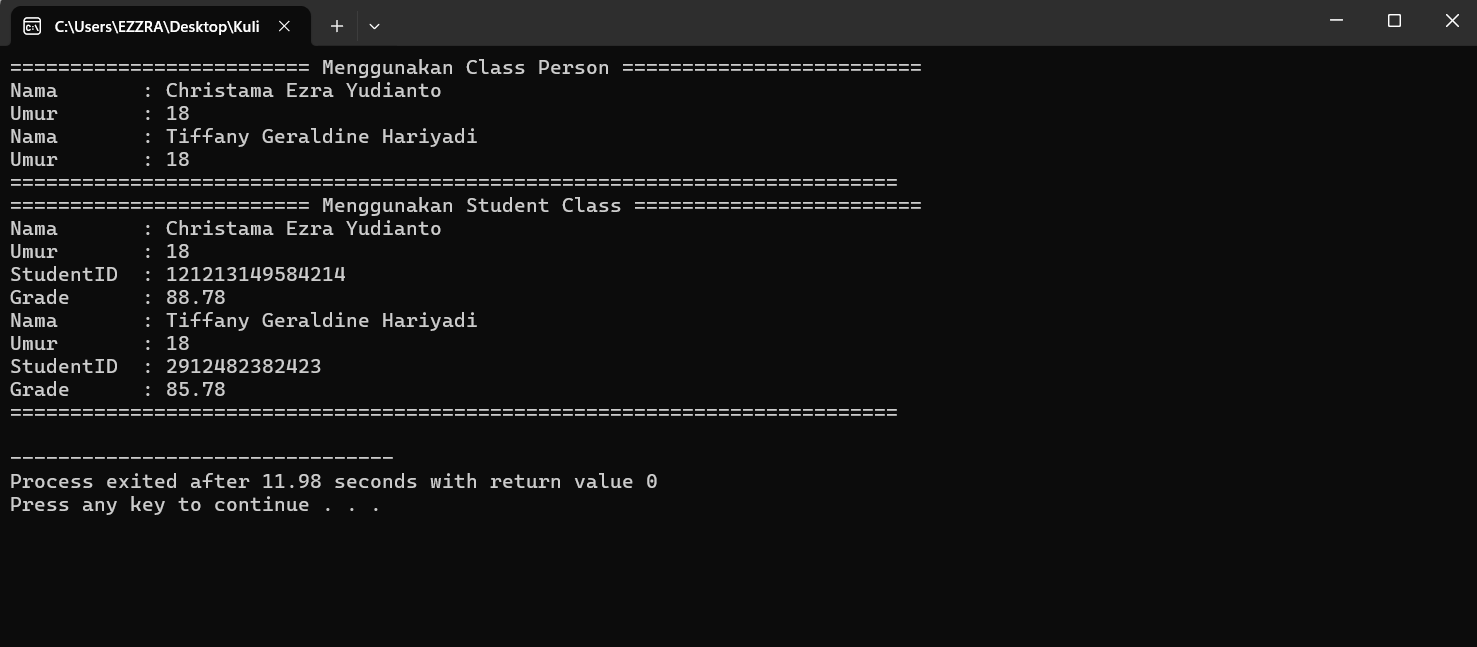 C:\Users\EZZRA\Desktop\Kuli
========================= Menggunakan Class Person =========================
Nama       : Christama Ezra Yudianto
Umur       : 18
Nama       : Tiffany Geraldine Hariyadi
Umur       : 18
==========================================================================
========================= Menggunakan Student Class ========================
Nama       : Christama Ezra Yudianto
Umur       : 18
StudentID  : 121213149584214
Grade      : 88.78
Nama       : Tiffany Geraldine Hariyadi
Umur       : 18
StudentID  : 2912482382423
Grade      : 85.78
==========================================================================
--------------------------------
Process exited after 11.98 seconds with return value 0
Press any key to continue . . .